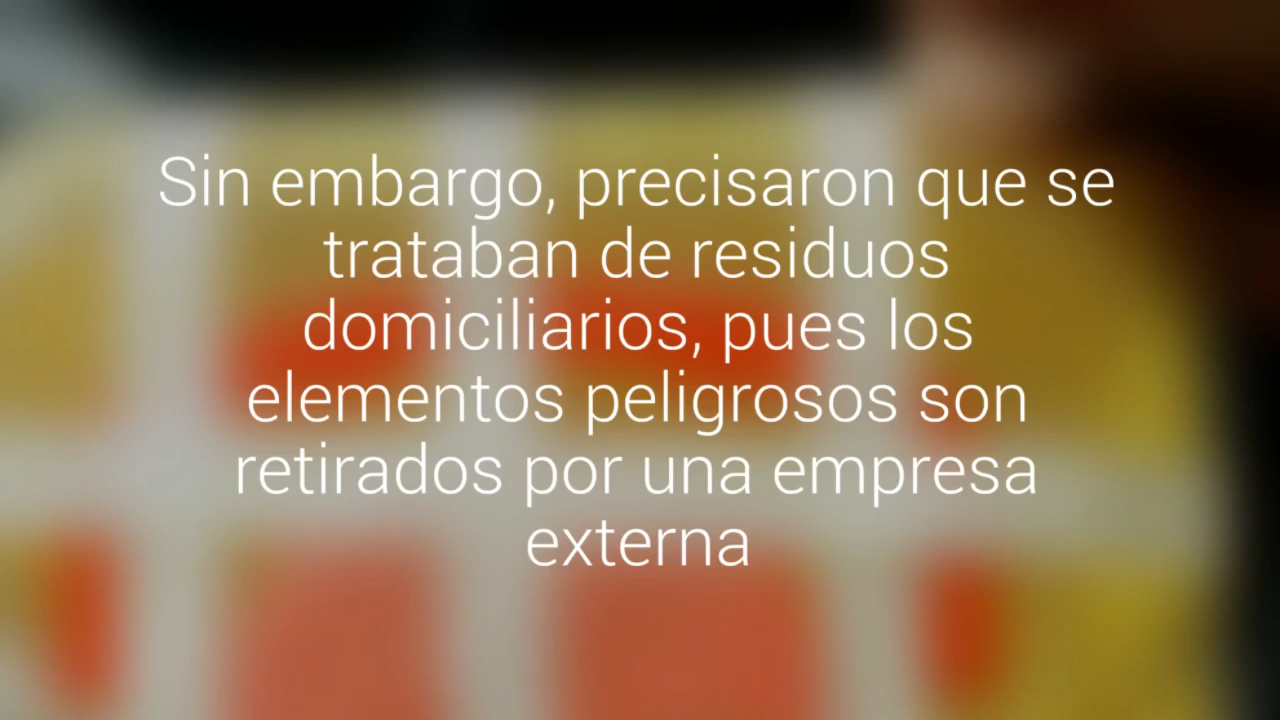 Sin embargo, precisaron que se
trataban de residuos
domiciliarios, pues los
elementos peligrosos son
retirados por una empresa
externa